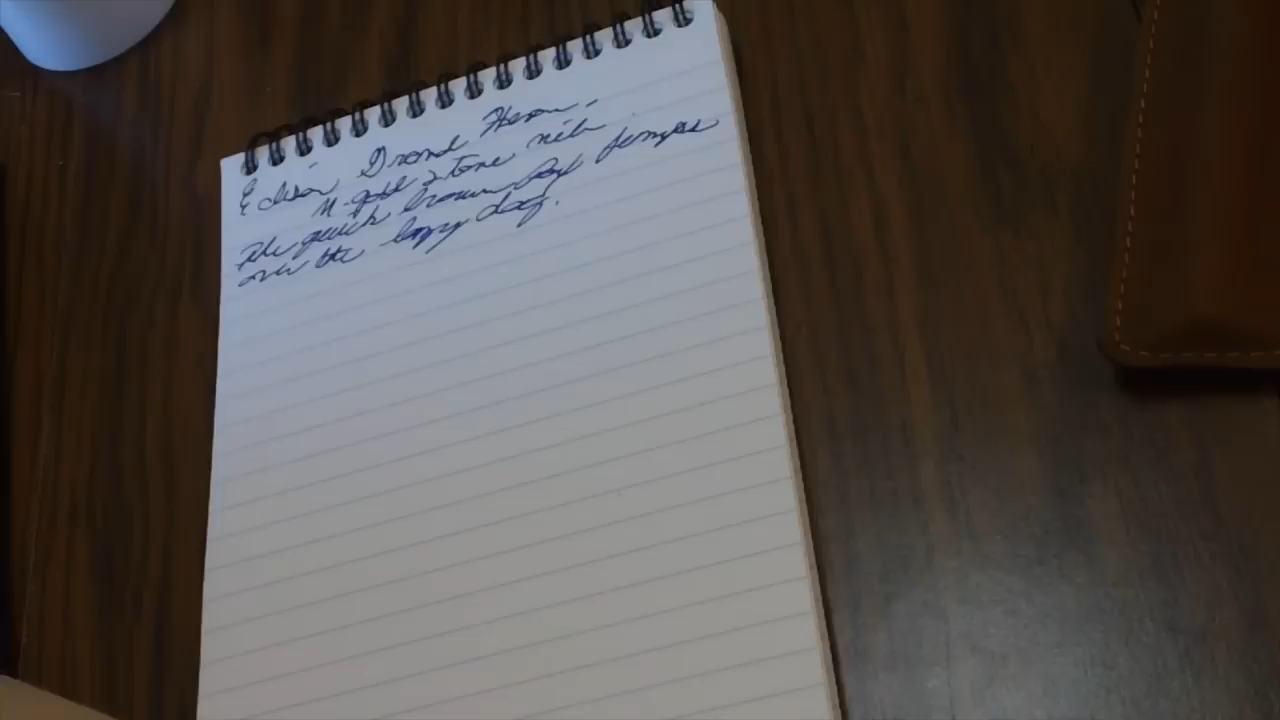 Edison Grand Heron -
M-gold 2 tone nib
The quick brown fox jumps
over the lazy dog.